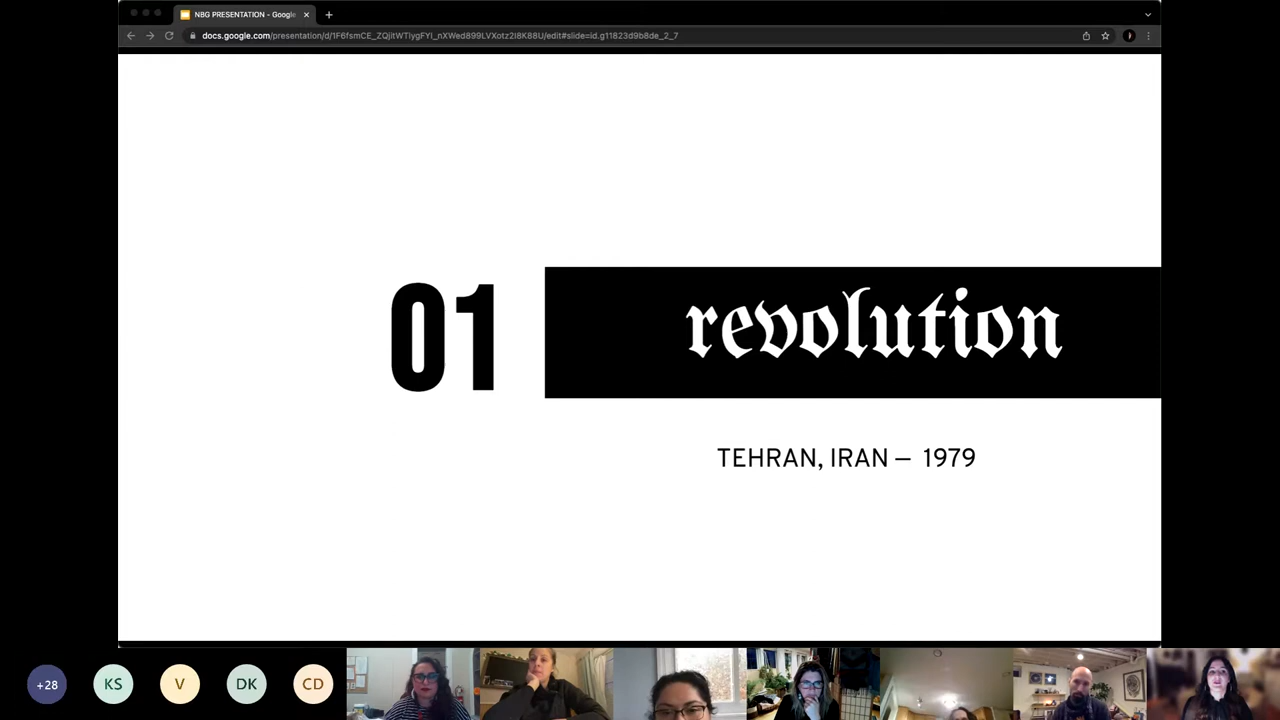 NBG PRESENTATION - Google
docs.google.com/presentation/d/1F6fsmCE_ZQjitWTlygFYl_nXWed899LVXotz2I8K88U/edit#slide=id.g11823d9b8de_2_7
01
revolution
TEHRAN, IRAN – 1979
+28
KS
V
DK
CD